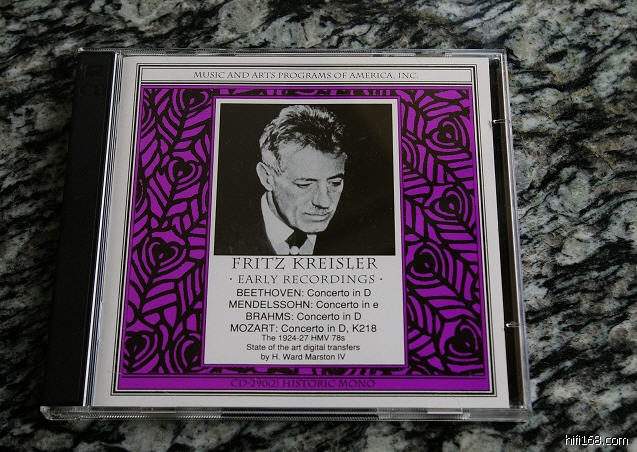 MUSIC AND ARTS PROGRAMS OF AMERICA, INC.
FRITZ KREISLER
· EARLY RECORDINGS ·
BEETHOVEN: Concerto in D
MENDELSSOHN: Concerto in e
BRAHMS: Concerto in D
MOZART: Concerto in D, K218
The 1924-27 HMV 78s
State of the art digital transfers
by H. Ward Marston IV
CD-290(2) HISTORIC MONO
hifi168.com